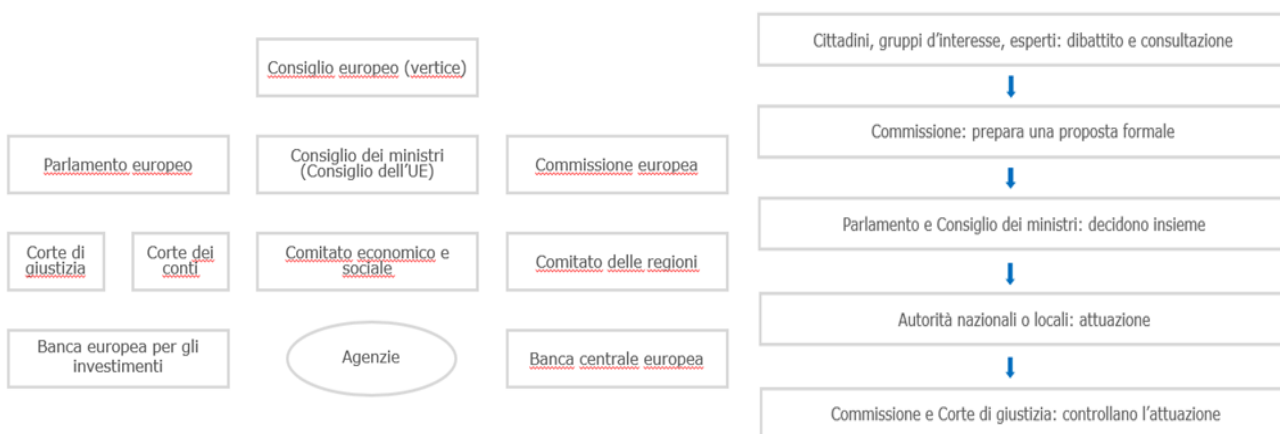 Consiglio europeo (vertice)
Parlamento europeo
Consiglio dei ministri
(Consiglio dell'UE)
Commissione europea
Corte di
giustizia
Corte dei
conti
Comitato economico e
sociale
Comitato delle regioni
Banca europea per gli
investimenti
Agenzie
Banca centrale europea
Cittadini, gruppi d'interesse, esperti: dibattito e consultazione
Commissione: prepara una proposta formale
Parlamento e Consiglio dei ministri: decidono insieme
Autorità nazionali o locali: attuazione
Commissione e Corte di giustizia: controllano l'attuazione